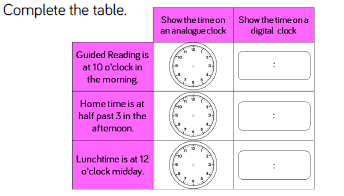 Complete the table.
Show the time on
an analogue clock
Show the time on a
digital clock
Guided Reading is
at 10 o'clock in
the morning.
:
Home time is at
half past 3 in the
afternoon.
:
Lunchtime is at 12
o'clock midday.
: